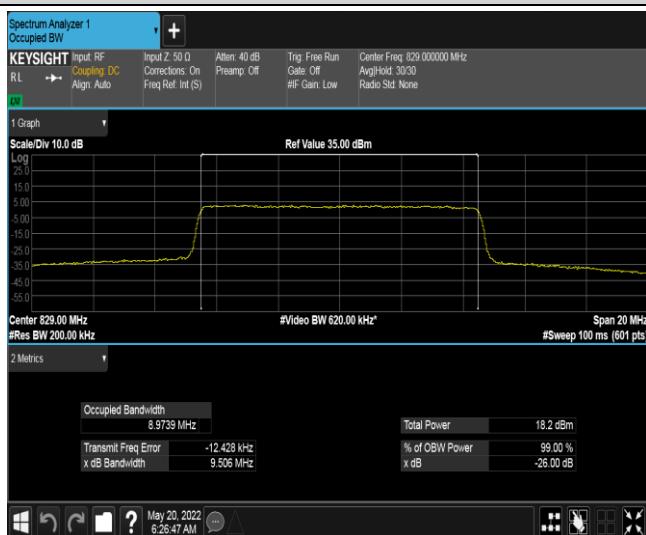 Spectrum Analyzer 1
Occupied BW
KEYSIGHT
RL
Input: RF
Coupling: DC
Align: Auto
Input Z: 50 Ω
Corrections: On
Freq Ref: Int (S)
Atten: 40 dB
Preamp: Off
Trig: Free Run
Gate: Off
#IF Gain: Low
Center Freq: 829.000000 MHz
Avg|Hold: 30/30
Radio Std: None
1 Graph
Scale/Div 10.0 dB
Ref Value 35.00 dBm
Log
25.0
15.0
5.00
-5.00
-15.0
-25.0
-35.0
-45.0
-55.0
Center 829.00 MHz
#Video BW 620.00 kHz*
Span 20 MHz
#Res BW 200.00 kHz
#Sweep 100 ms (601 pts)
2 Metrics
Occupied Bandwidth
8.9739 MHz
Total Power 18.2 dBm
Transmit Freq Error -12.428 kHz
% of OBW Power 99.00 %
x dB Bandwidth 9.506 MHz
x dB -26.00 dB
May 20, 2022
6:26:47 AM